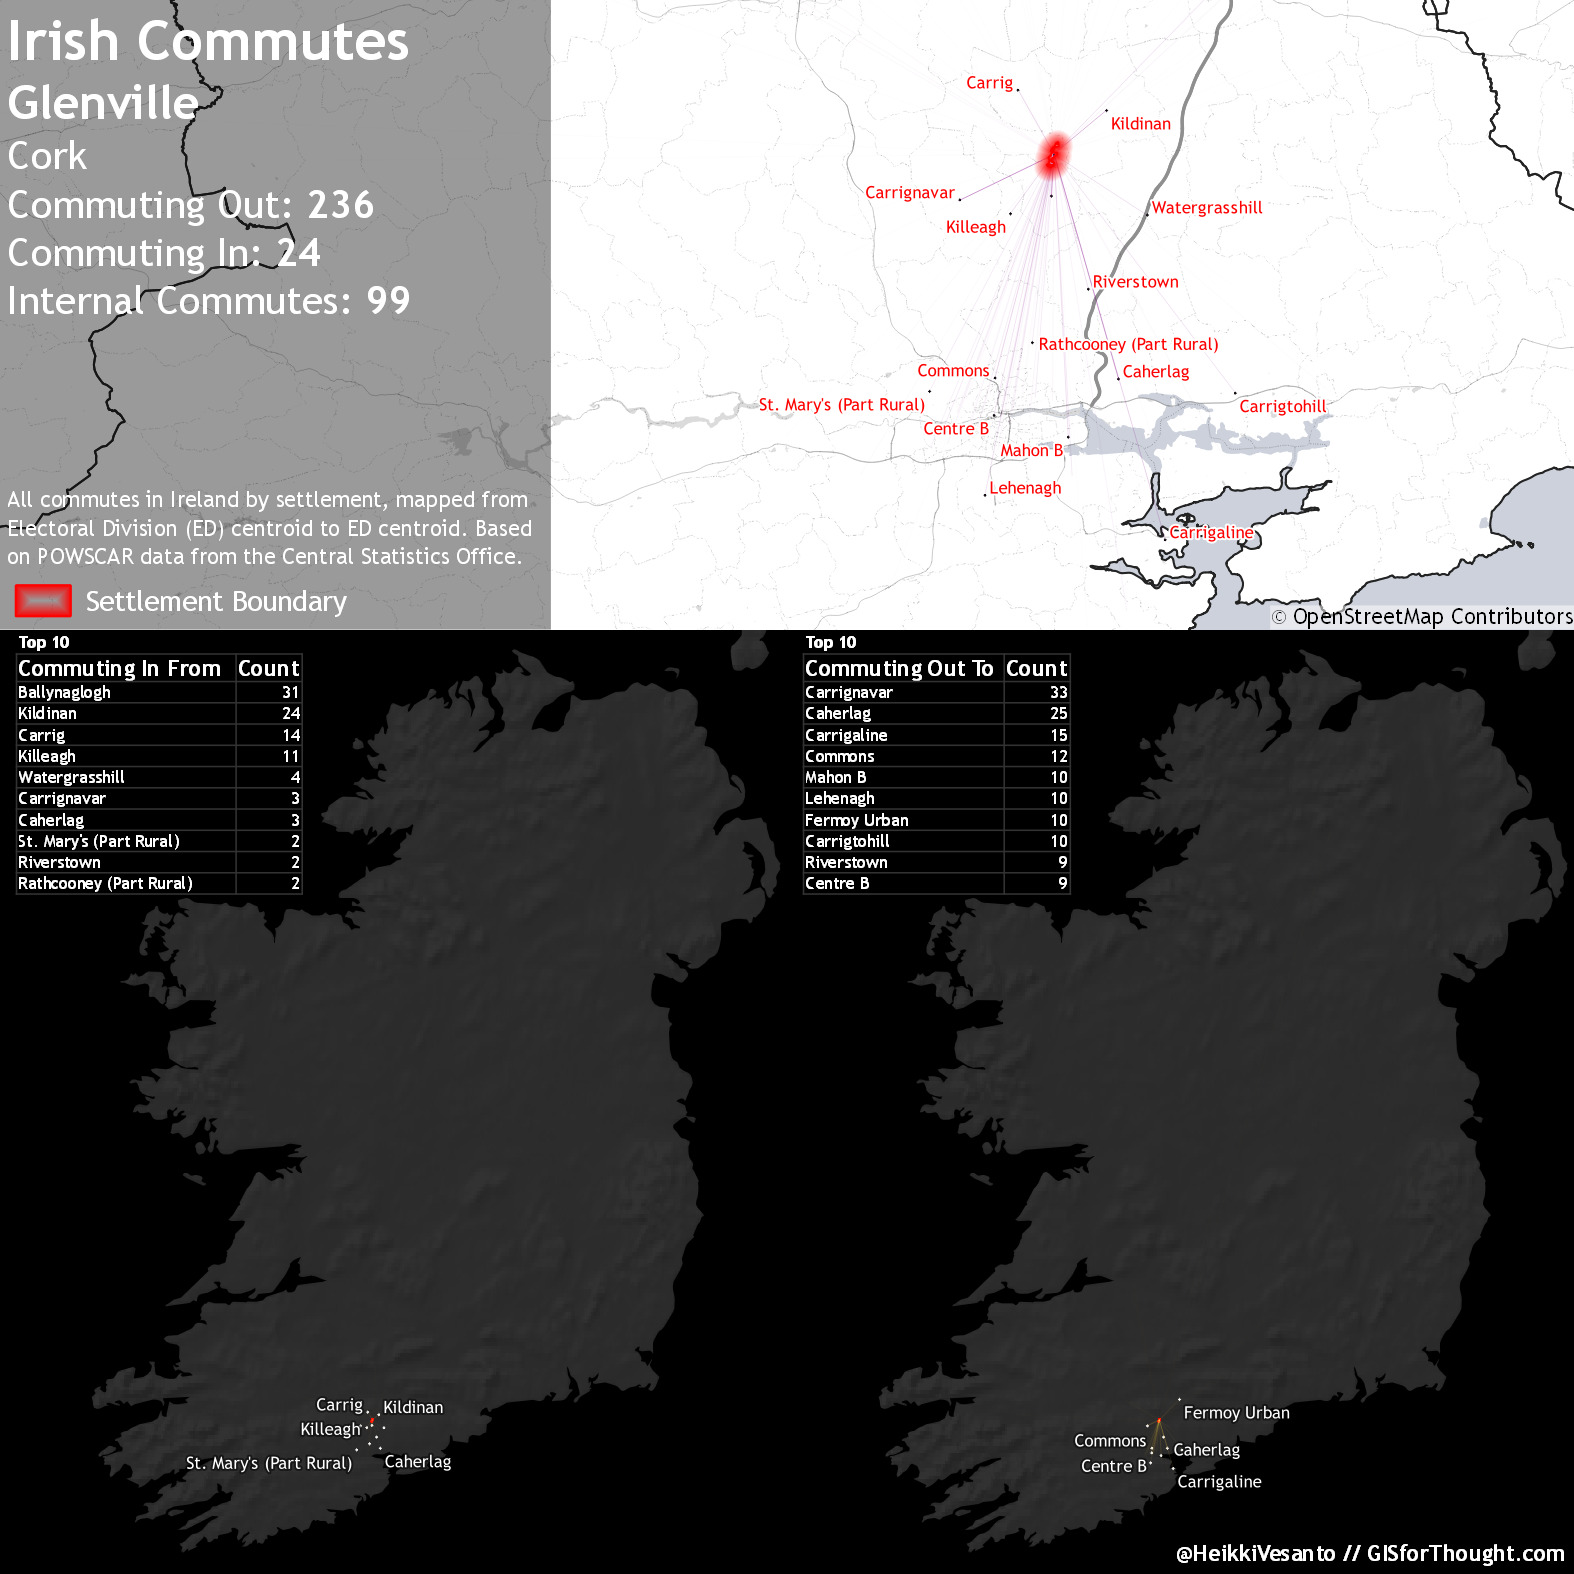 Irish Commutes
Glenville
Cork
Commuting Out: 236
Commuting In: 24
Internal Commutes: 99
All commutes in Ireland by settlement, mapped from
Electoral Division (ED) centroid to ED centroid. Based
on POWSCAR data from the Central Statistics Office.
Settlement Boundary
Carrig
Kildinan
Carrignavar
Watergrasshill
Killeagh
Riverstown
Rathcooney (Part Rural)
Commons
Caherlag
St. Mary's (Part Rural)
Carrigtohill
Centre B
Mahon B
Lehenagh
Carrigaline
© OpenStreetMap Contributors
Top 10
Commuting In From Count
Ballynaglogh 31
Kildinan 24
Carrig 14
Killeagh 11
Watergrasshill 4
Carrignavar 3
Caherlag 3
St. Mary's (Part Rural) 2
Riverstown 2
Rathcooney (Part Rural) 2
Top 10
Commuting Out To Count
Carrignavar 33
Caherlag 25
Carrigaline 15
Commons 12
Mahon B 10
Lehenagh 10
Fermoy Urban 10
Carrigtohill 10
Riverstown 9
Centre B 9
Carrig
Kildinan
Killeagh
St. Mary's (Part Rural)
Caherlag
Fermoy Urban
Commons
Gaherlag
Centre B
Carrigaline
@HeikkiVesanto // GISforThought.com